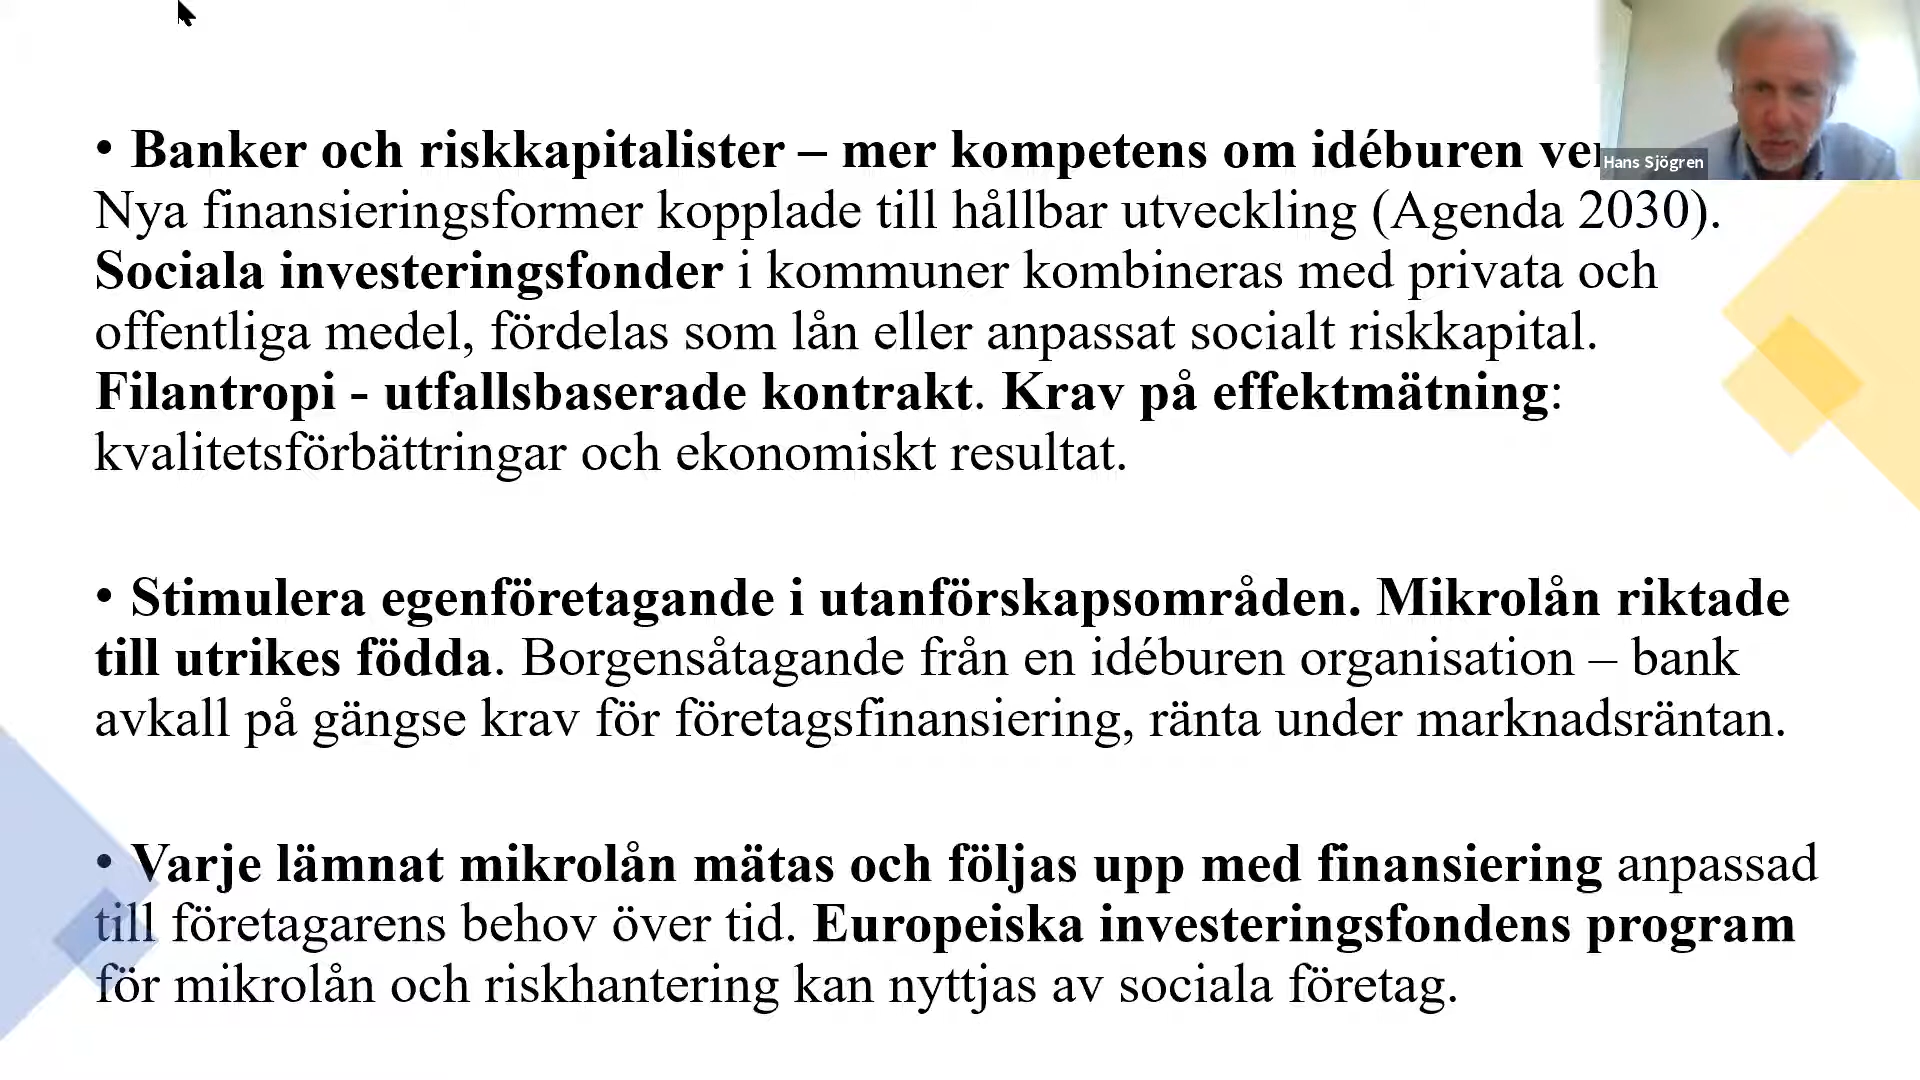 • Banker och riskkapitalister – mer kompetens om idéburen
Hans Sjögren
Nya finansieringsformer kopplade till hållbar utveckling (Agenda 2030).
Sociala investeringsfonder i kommuner kombineras med privata och
offentliga medel, fördelas som lån eller anpassat socialt riskkapital.
Filantropi - utfallsbaserade kontrakt. Krav på effektmätning:
kvalitetsförbättringar och ekonomiskt resultat.
• Stimulera egenföretagande i utanförskapsområden. Mikrolån riktade
till utrikes födda. Borgensåtagande från en idéburen organisation – bank
avkall på gängse krav för företagsfinansiering, ränta under marknadsräntan.
• Varje lämnat mikrolån mätas och följas upp med finansiering anpassad
till företagarens behov över tid. Europeiska investeringsfondens program
för mikrolån och riskhantering kan nyttjas av sociala företag.